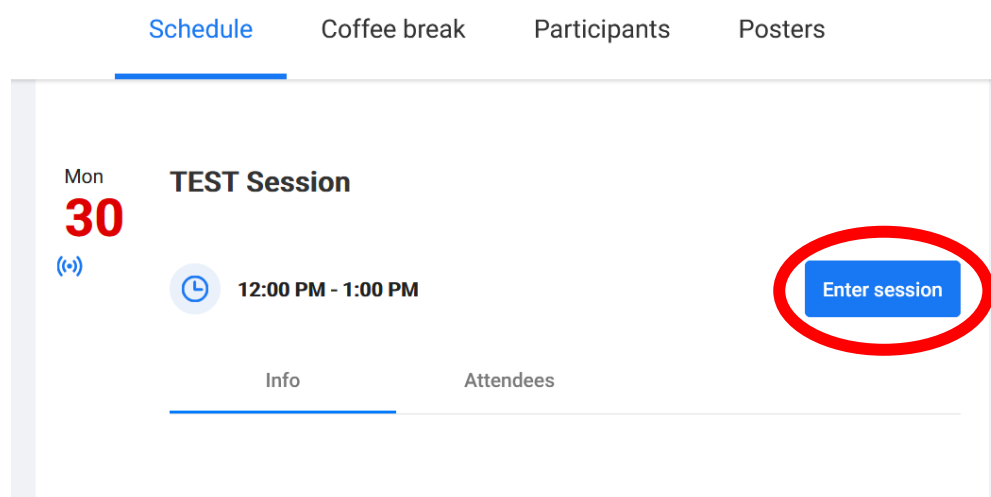 Schedule Coffee break Participants Posters
Mon
30
TEST Session
12:00 PM - 1:00 PM
Enter session
Info Attendees